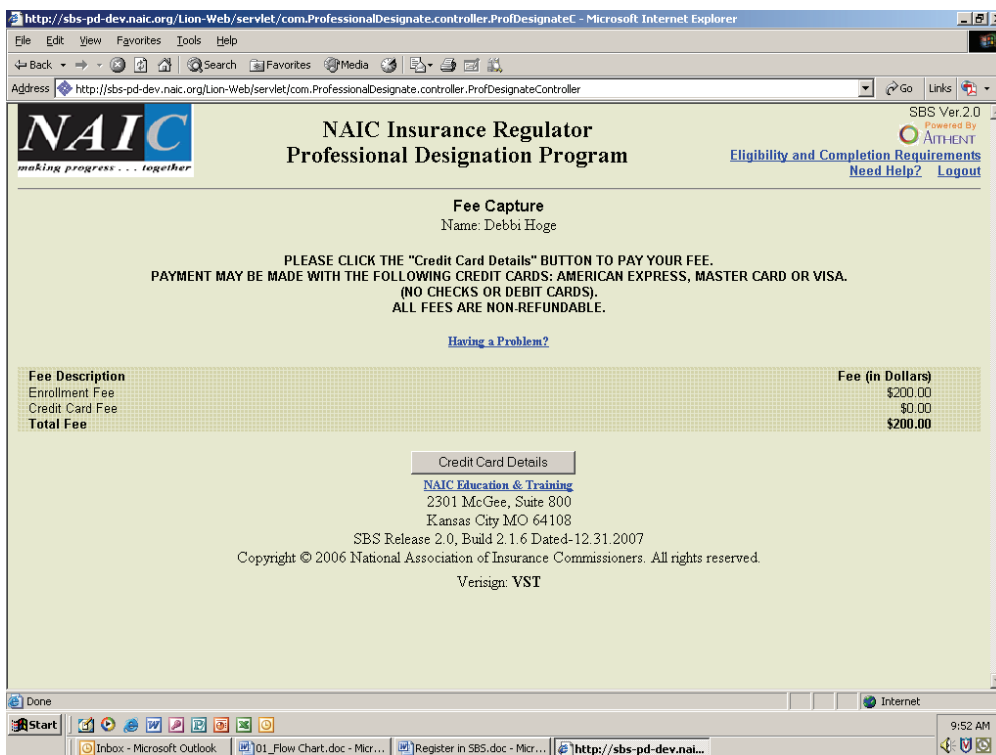 http://sbs-pd-dev.naic.org/Lion-Web/servlet/com.ProfessionalDesignate.controller.ProfDesignateC - Microsoft Internet Explorer
File Edit View Favorites Tools Help
Back Search Favorites Media
Address http://sbs-pd-dev.naic.org/Lion-Web/servlet/com.ProfessionalDesignate.controller.ProfDesignateController Go Links
NAIC
making progress . . . together
NAIC Insurance Regulator
Professional Designation Program
SBS Ver.2.0
Powered By
AITHENT
Eligibility and Completion Requirements
Need Help? Logout
Fee Capture
Name: Debbi Hoge
PLEASE CLICK THE "Credit Card Details" BUTTON TO PAY YOUR FEE.
PAYMENT MAY BE MADE WITH THE FOLLOWING CREDIT CARDS: AMERICAN EXPRESS, MASTER CARD OR VISA.
(NO CHECKS OR DEBIT CARDS).
ALL FEES ARE NON-REFUNDABLE.
Having a Problem?
Fee Description Fee (in Dollars)
Enrollment Fee $200.00
Credit Card Fee $0.00
Total Fee $200.00
Credit Card Details
NAIC Education & Training
2301 McGee, Suite 800
Kansas City MO 64108
SBS Release 2.0, Build 2.1.6 Dated-12.31.2007
Copyright © 2006 National Association of Insurance Commissioners. All rights reserved.
Verisign: VST
Done Internet
Start 9:52 AM
Inbox - Microsoft Outlook 01_Flow Chart.doc - Micr... Register in SBS.doc - Micr... http://sbs-pd-dev.nai...